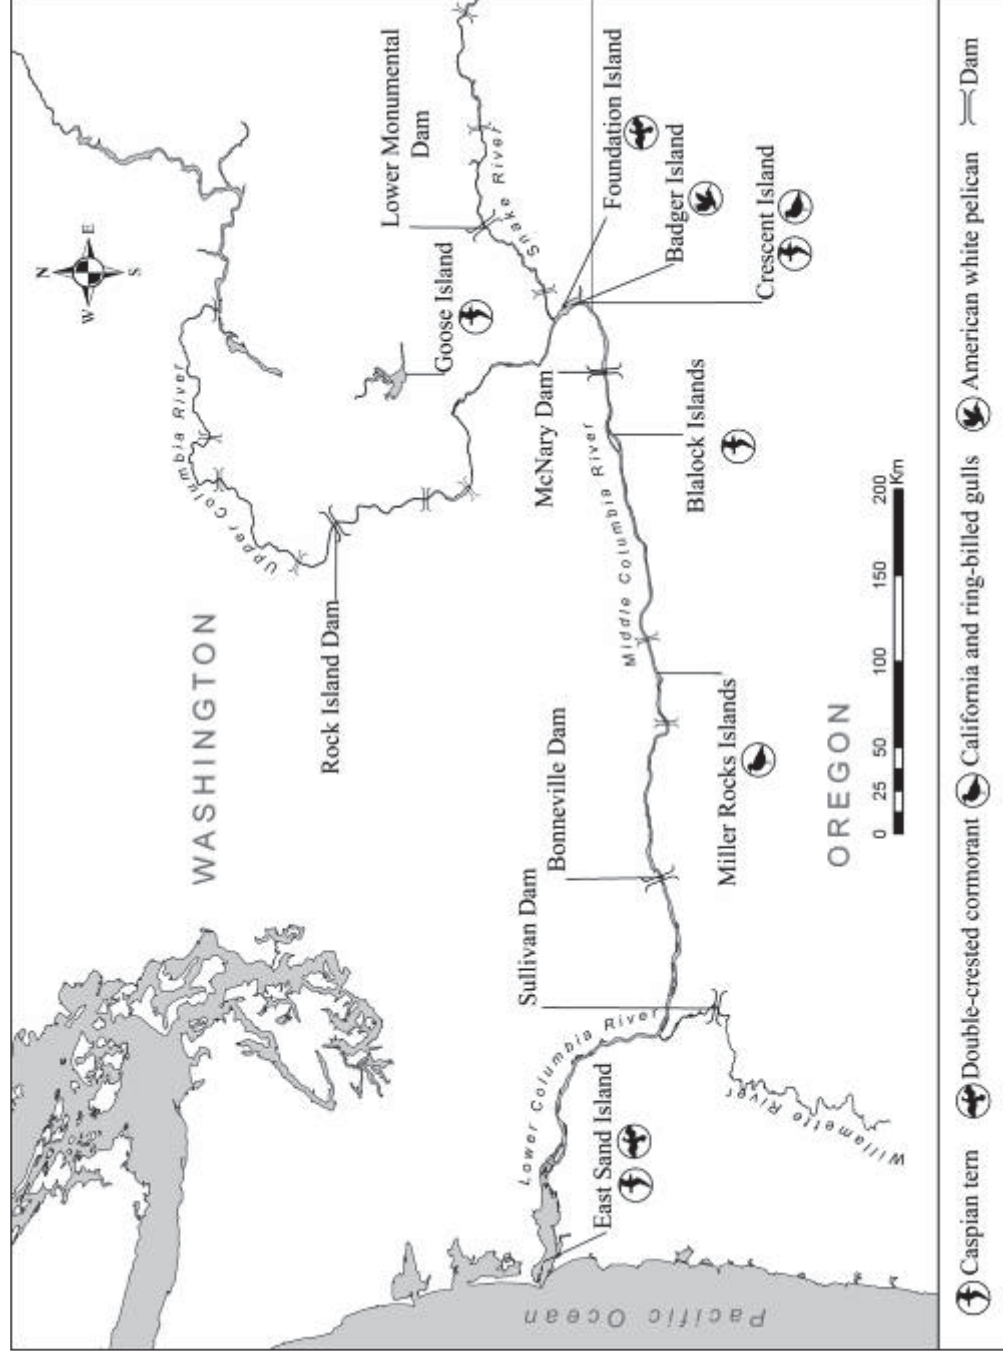 N
W
E
S
WASHINGTON
Upper Columbia River
Rock Island Dam
Goose Island
Lower Monumental
Dam
Snake River
Foundation Island
Badger Island
Crescent Island
McNary Dam
Middle Columbia River
Blalock Islands
Miller Rocks Islands
Bonneville Dam
Sullivan Dam
Lower Columbia River
East Sand Island
Willamette River
Pacific Ocean
OREGON
0 25 50 100 150 200
Km
Caspian tern Double-crested cormorant California and ring-billed gulls American white pelican Dam